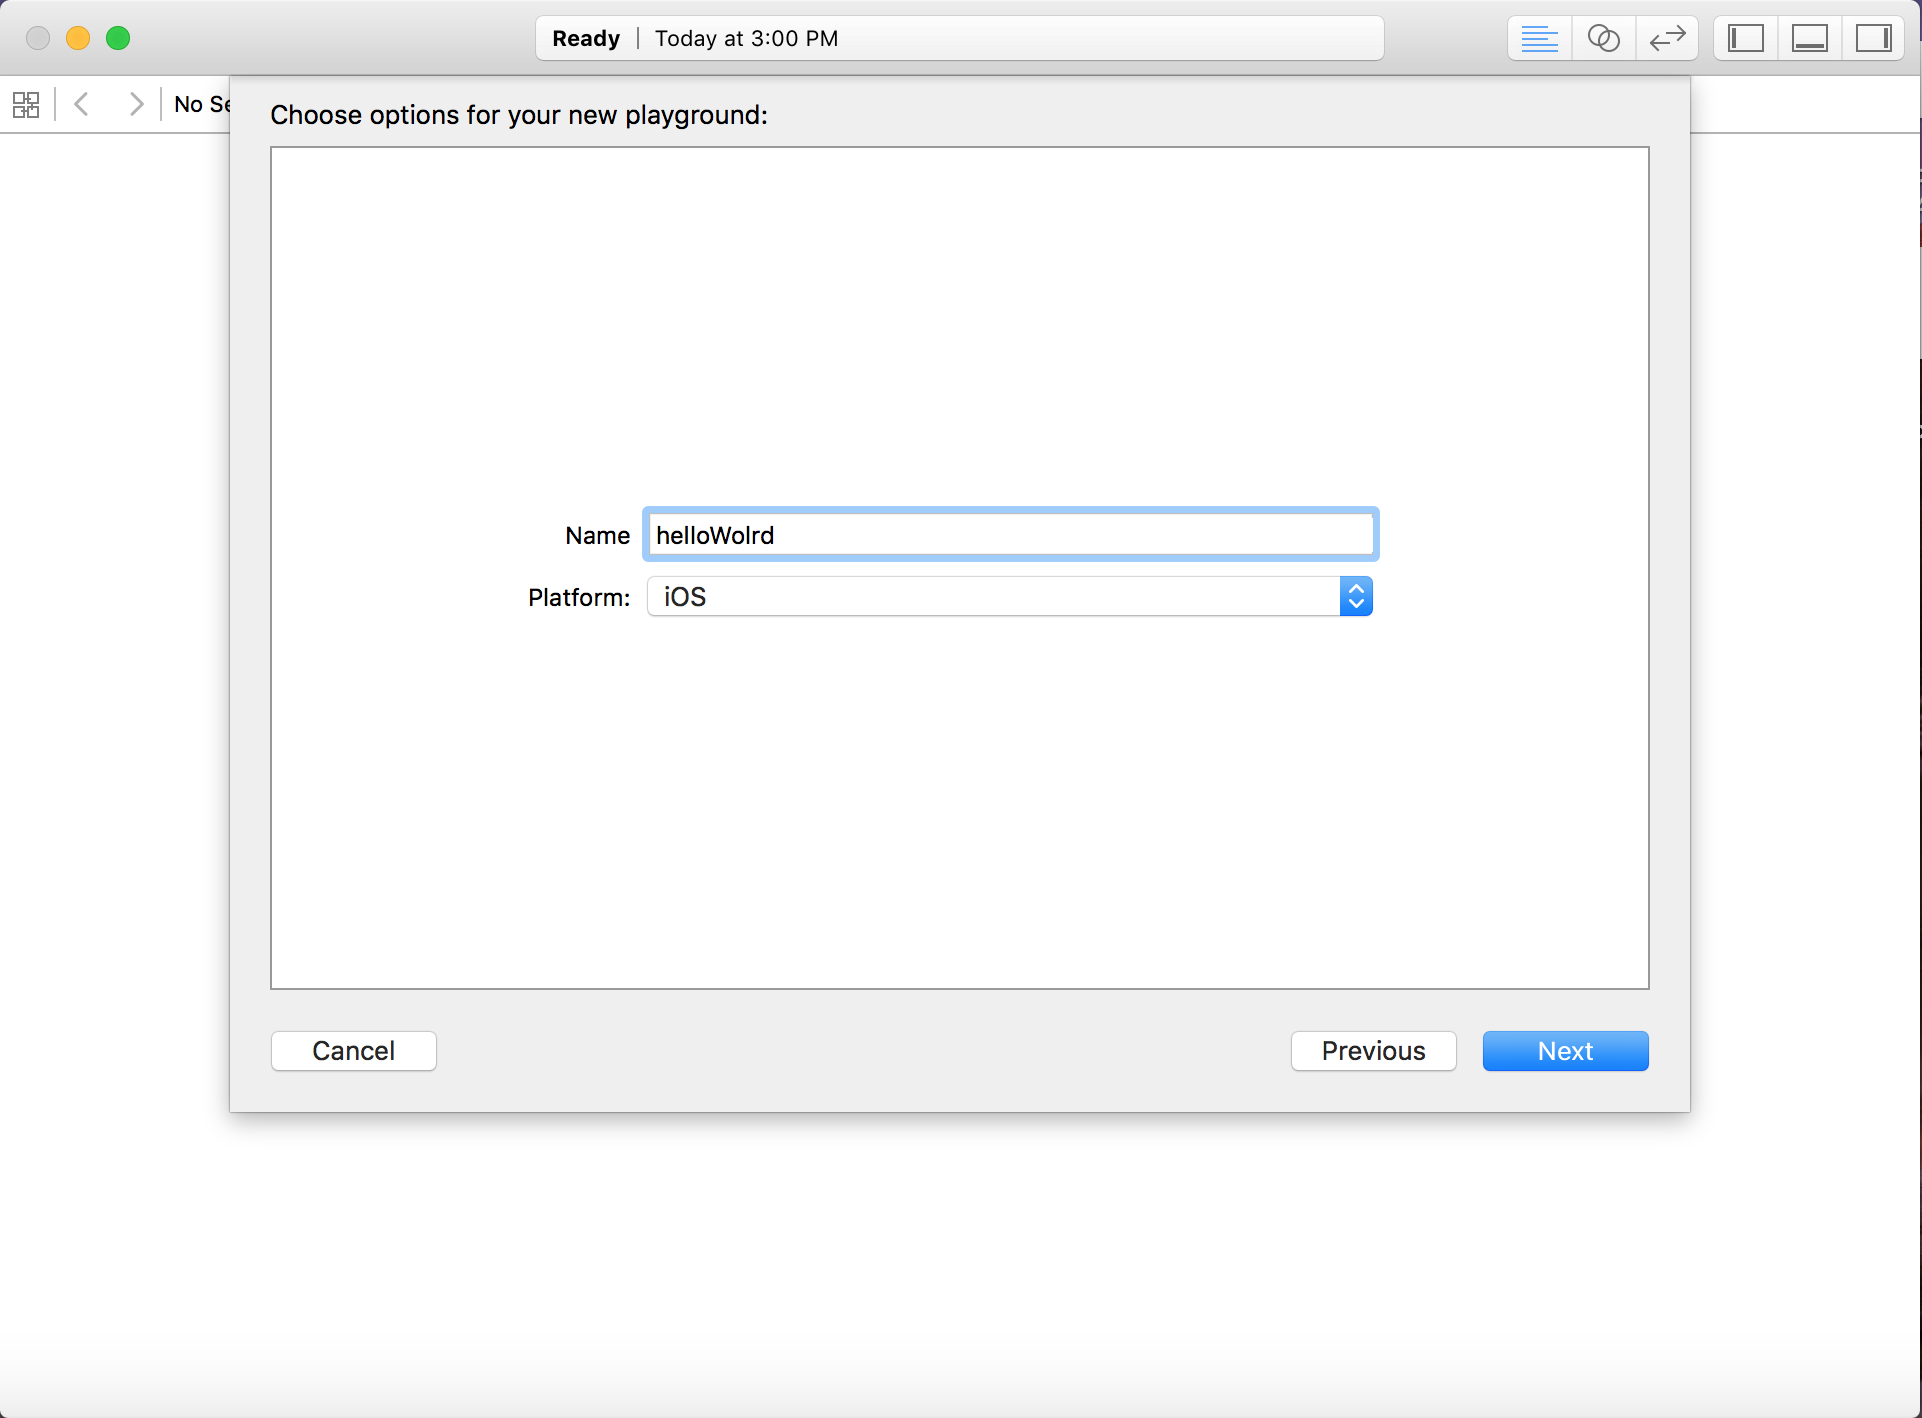 Ready | Today at 3:00 PM
No Se
Choose options for your new playground:
Name helloWolrd
Platform: iOS
Cancel Previous Next